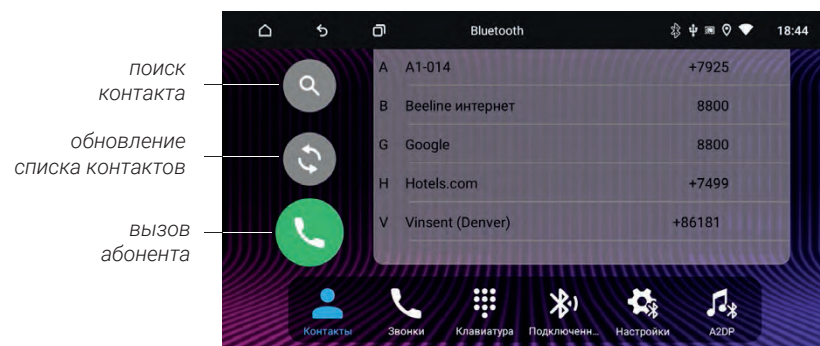 Bluetooth
18:44
поиск
контакта
обновление
списка контактов
вызов
абонента
A A1-014 +7925
B Beeline интернет 8800
G Google 8800
H Hotels.com +7499
V Vinsent (Denver) +86181
Контакты Звонки Клавиатура Подключенн... Настройки A2DP